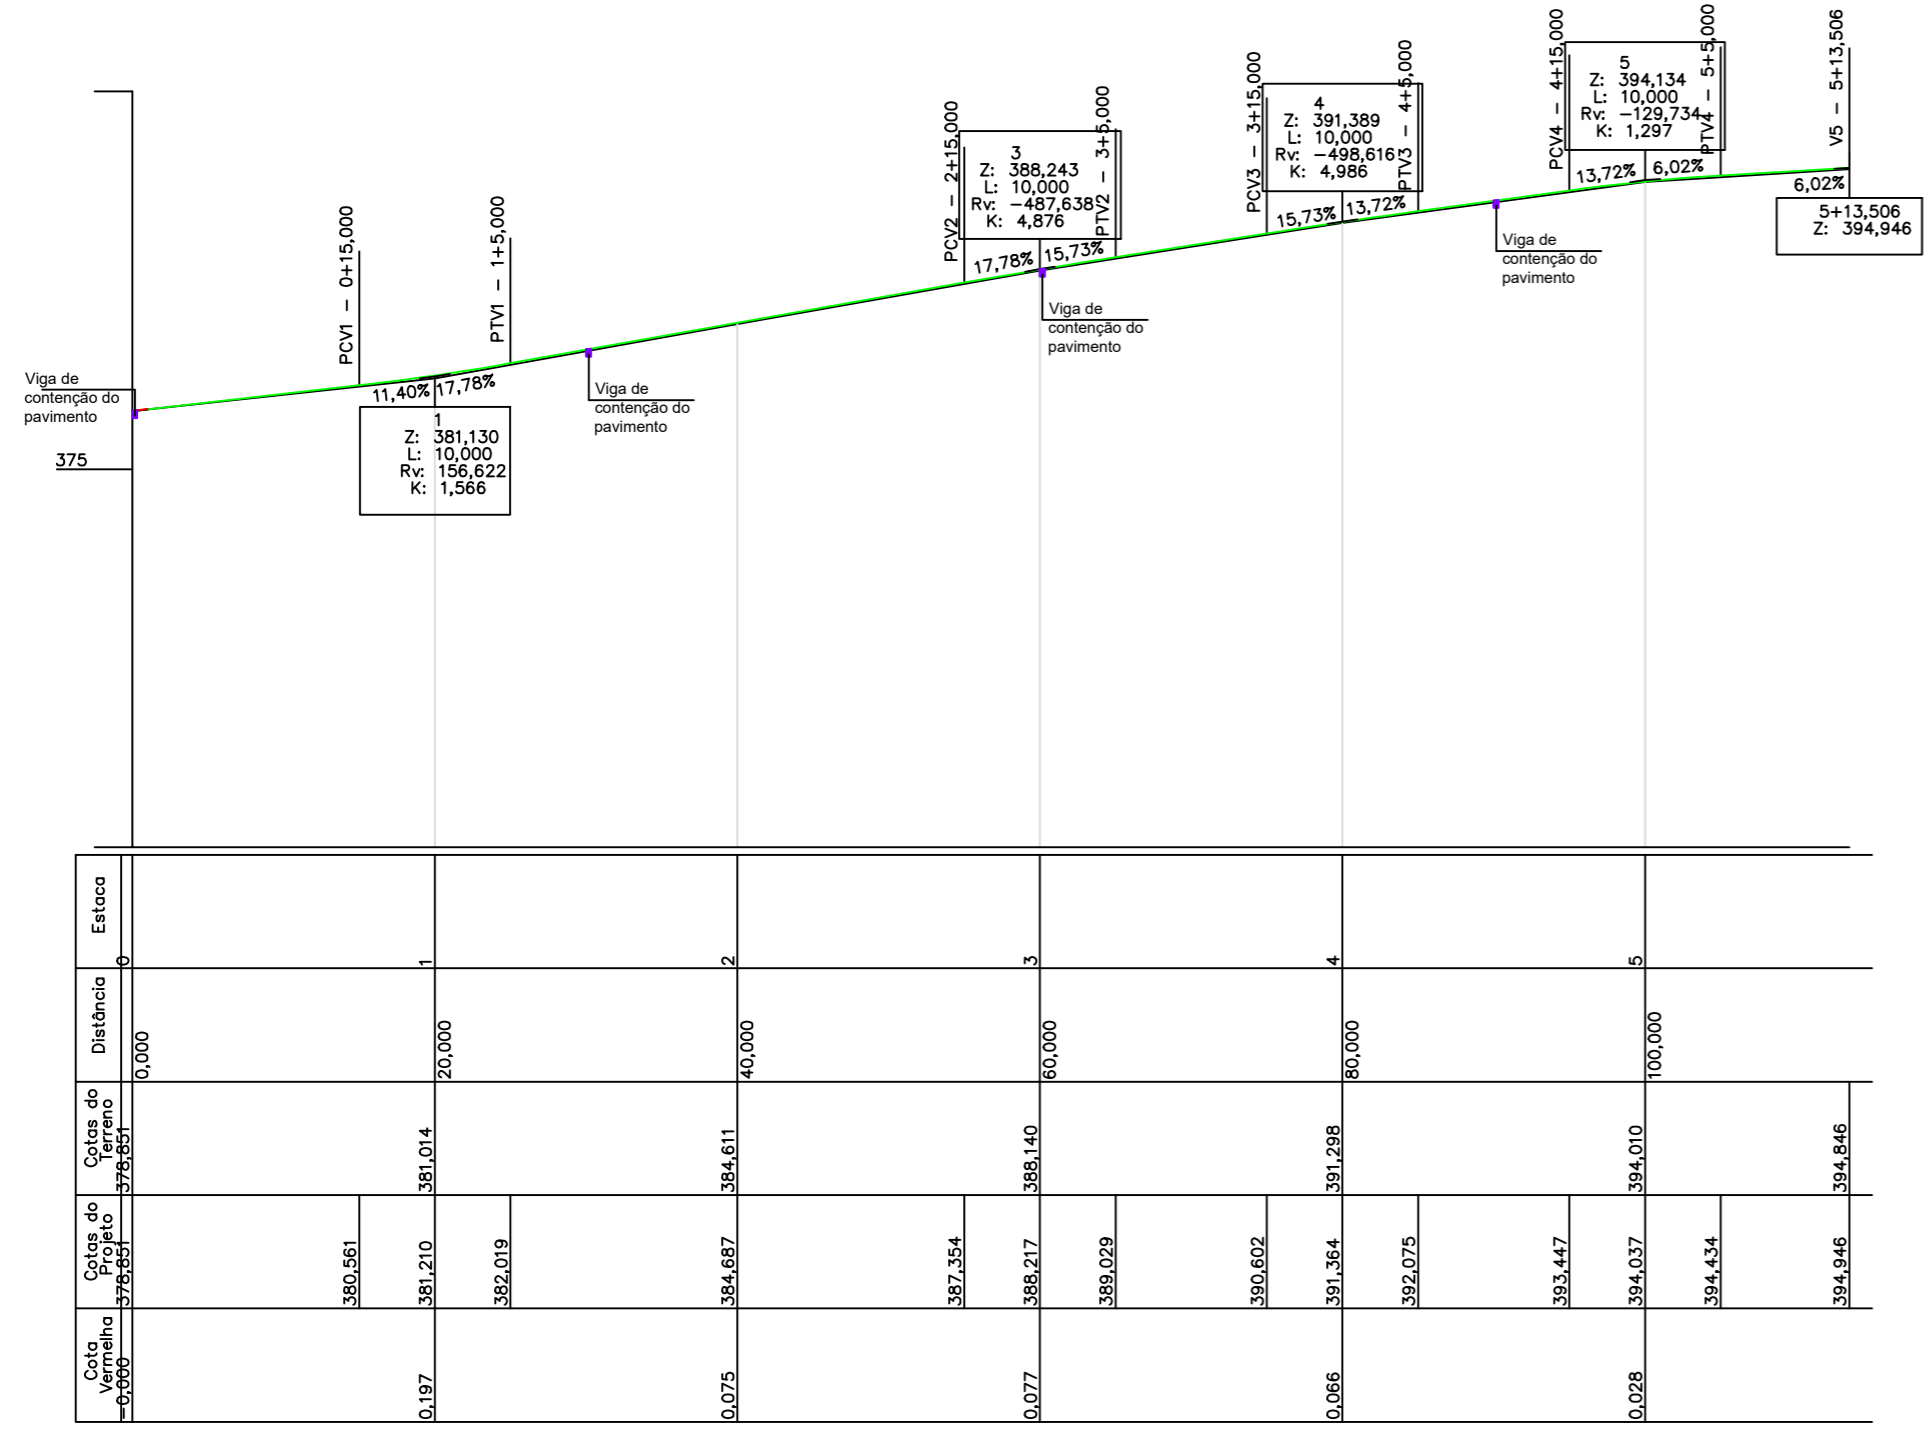 PCV1 – 0+15,000
PTV1 – 1+5,000
PCV2 – 2+15,000
PTV2 – 3+5,000
PCV3 – 3+15,000
PTV3 – 4+5,000
PCV4 – 4+15,000
PTV4 – 5+5,000
V5 – 5+13,506
3
Z: 388,243
L: 10,000
Rv: –487,638
K: 4,876
4
Z: 391,389
L: 10,000
Rv: –498,616
K: 4,986
5
Z: 394,134
L: 10,000
Rv: –129,734
K: 1,297
11,40%
17,78%
17,78%
15,73%
15,73%
13,72%
13,72%
6,02%
6,02%
5+13,506
Z: 394,946
Viga de
contenção do
pavimento
Viga de
contenção do
pavimento
Viga de
contenção do
pavimento
Viga de
contenção do
pavimento
1
Z: 381,130
L: 10,000
Rv: 156,622
K: 1,566
375
Estaca
0
1
2
3
4
5
Distância
0,000
20,000
40,000
60,000
80,000
100,000
Cotas do
Terreno
378,851
381,014
384,611
388,140
391,298
394,010
394,846
Cotas do
Projeto
378,851
380,561
381,210
382,019
384,687
387,354
388,217
389,029
390,602
391,364
392,075
393,447
394,037
394,434
394,946
Cota
Vermelha
–0,000
0,197
0,075
0,077
0,066
0,028